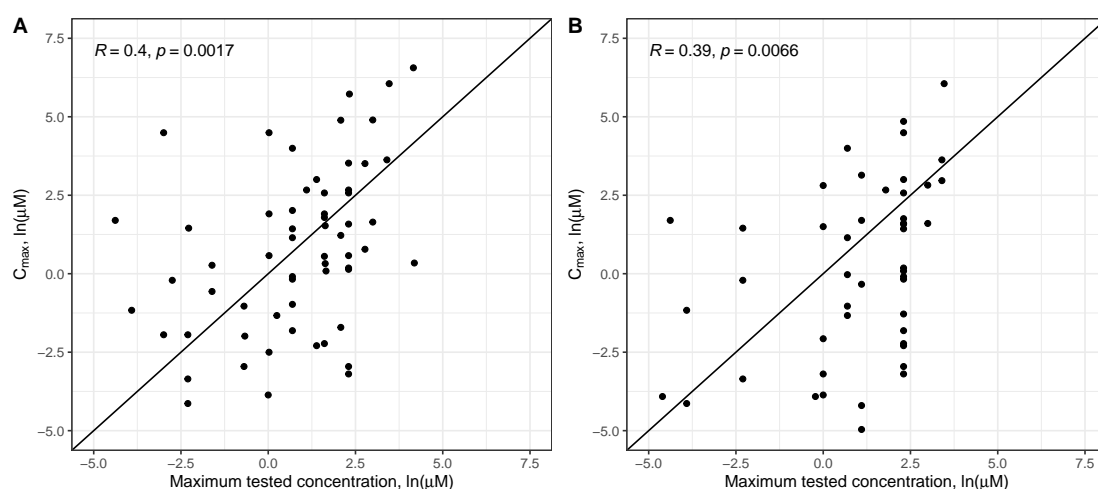 A
R = 0.4, p = 0.0017
7.5
5.0
2.5
0.0
−2.5
−5.0
C_max, ln(μM)
−5.0 −2.5 0.0 2.5 5.0 7.5
Maximum tested concentration, ln(μM)
B
R = 0.39, p = 0.0066
7.5
5.0
2.5
0.0
−2.5
−5.0
C_max, ln(μM)
−5.0 −2.5 0.0 2.5 5.0 7.5
Maximum tested concentration, ln(μM)